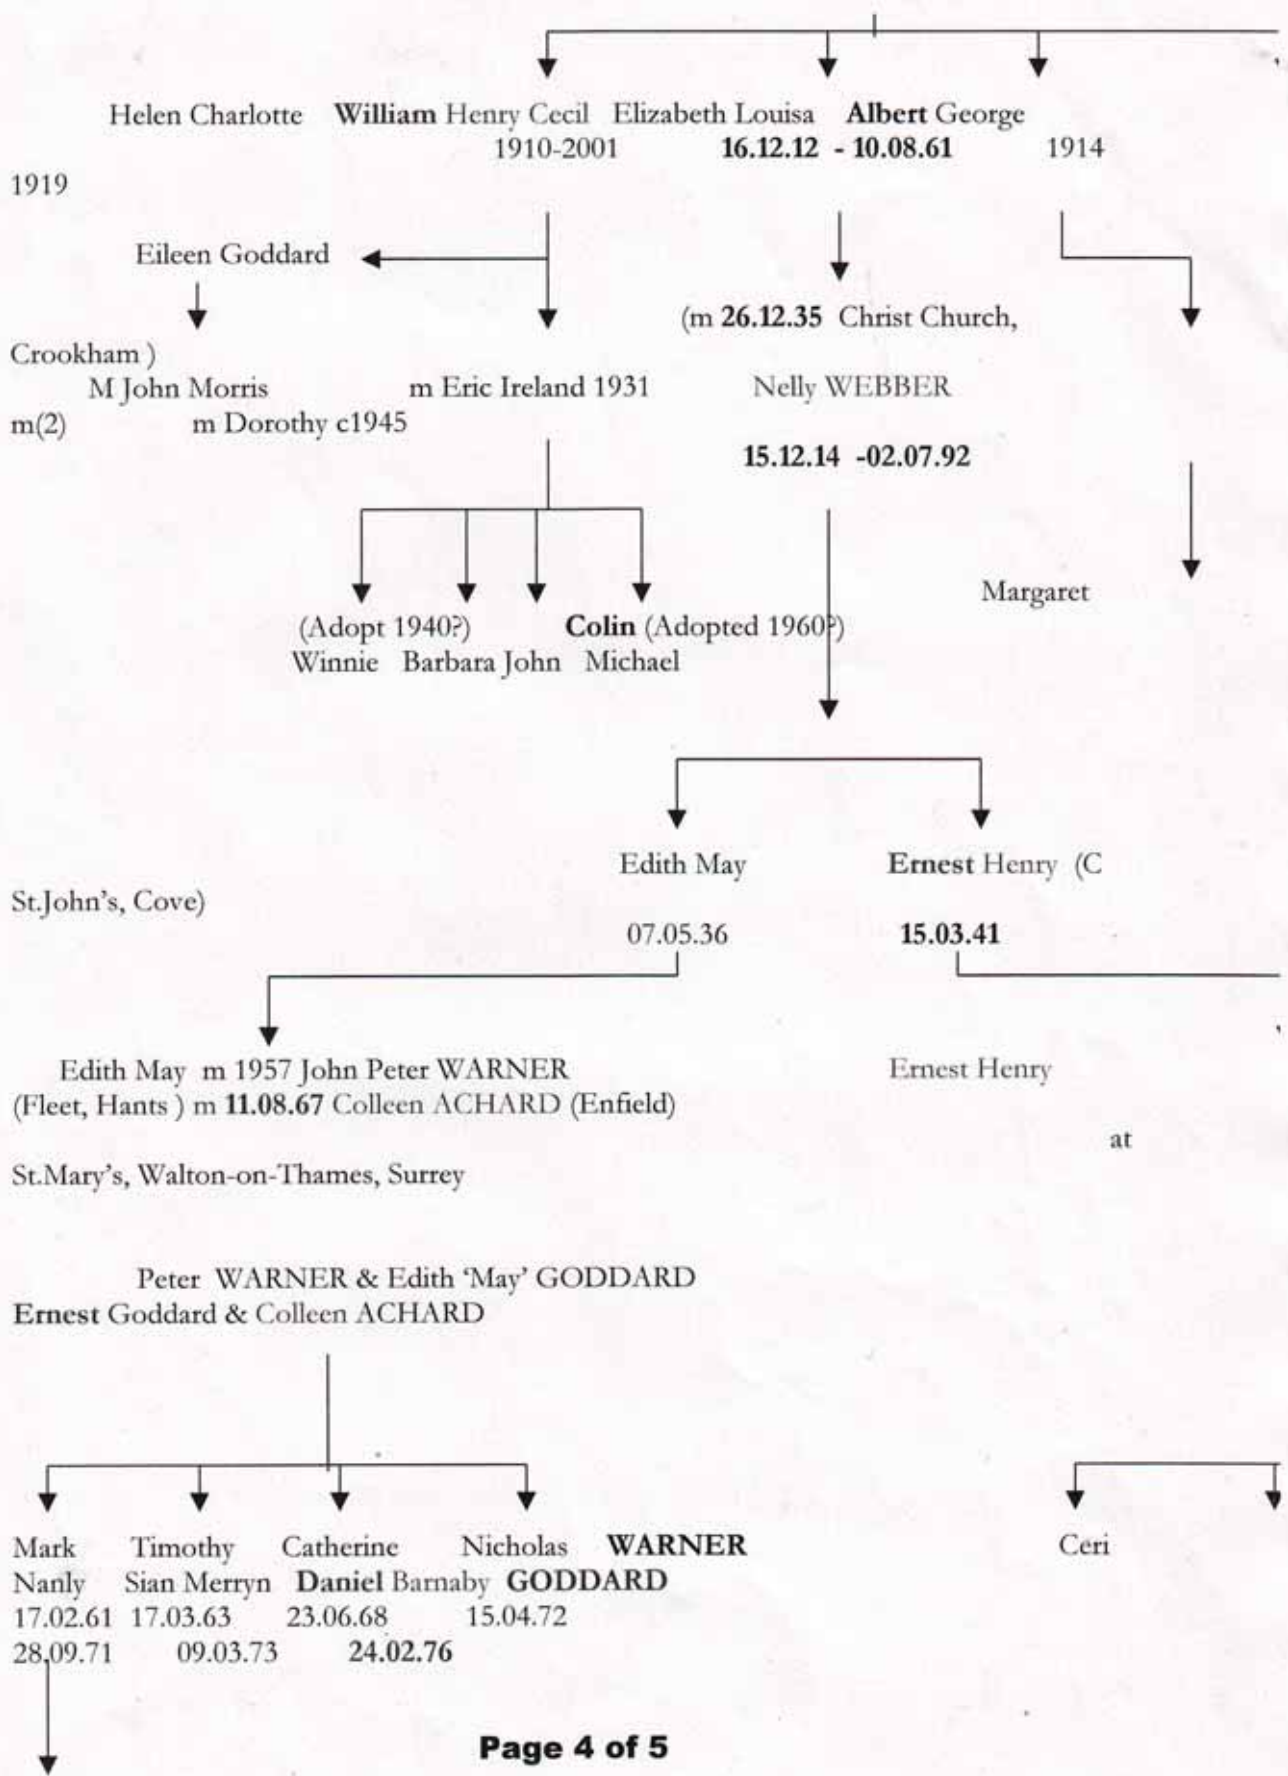 Helen Charlotte William Henry Cecil Elizabeth Louisa Albert George
1910-2001 16.12.12 - 10.08.61 1914
1919
Eileen Goddard
(m 26.12.35 Christ Church,
Crookham )
M John Morris m Eric Ireland 1931 Nelly WEBBER
m(2) m Dorothy c1945
15.12.14 -02.07.92
Margaret
(Adopt 1940?) Colin (Adopted 1960?)
Winnie Barbara John Michael
Edith May Ernest Henry (C
St.John's, Cove)
07.05.36 15.03.41
Edith May m 1957 John Peter WARNER Ernest Henry
(Fleet, Hants ) m 11.08.67 Colleen ACHARD (Enfield)
at
St.Mary's, Walton-on-Thames, Surrey
Peter WARNER & Edith ‘May’ GODDARD
Ernest Goddard & Colleen ACHARD
Mark Timothy Catherine Nicholas WARNER Ceri
Nanly Sian Merryn Daniel Barnaby GODDARD
17.02.61 17.03.63 23.06.68 15.04.72
28.09.71 09.03.73 24.02.76
Page 4 of 5